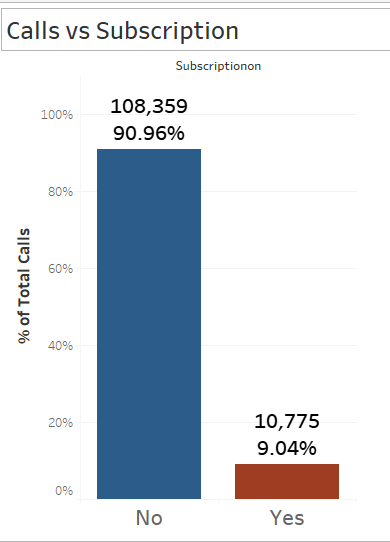 Calls vs Subscription
Subscriptionon
108,359
90.96%
100%
80%
60%
40%
20%
0%
% of Total Calls
10,775
9.04%
No
Yes